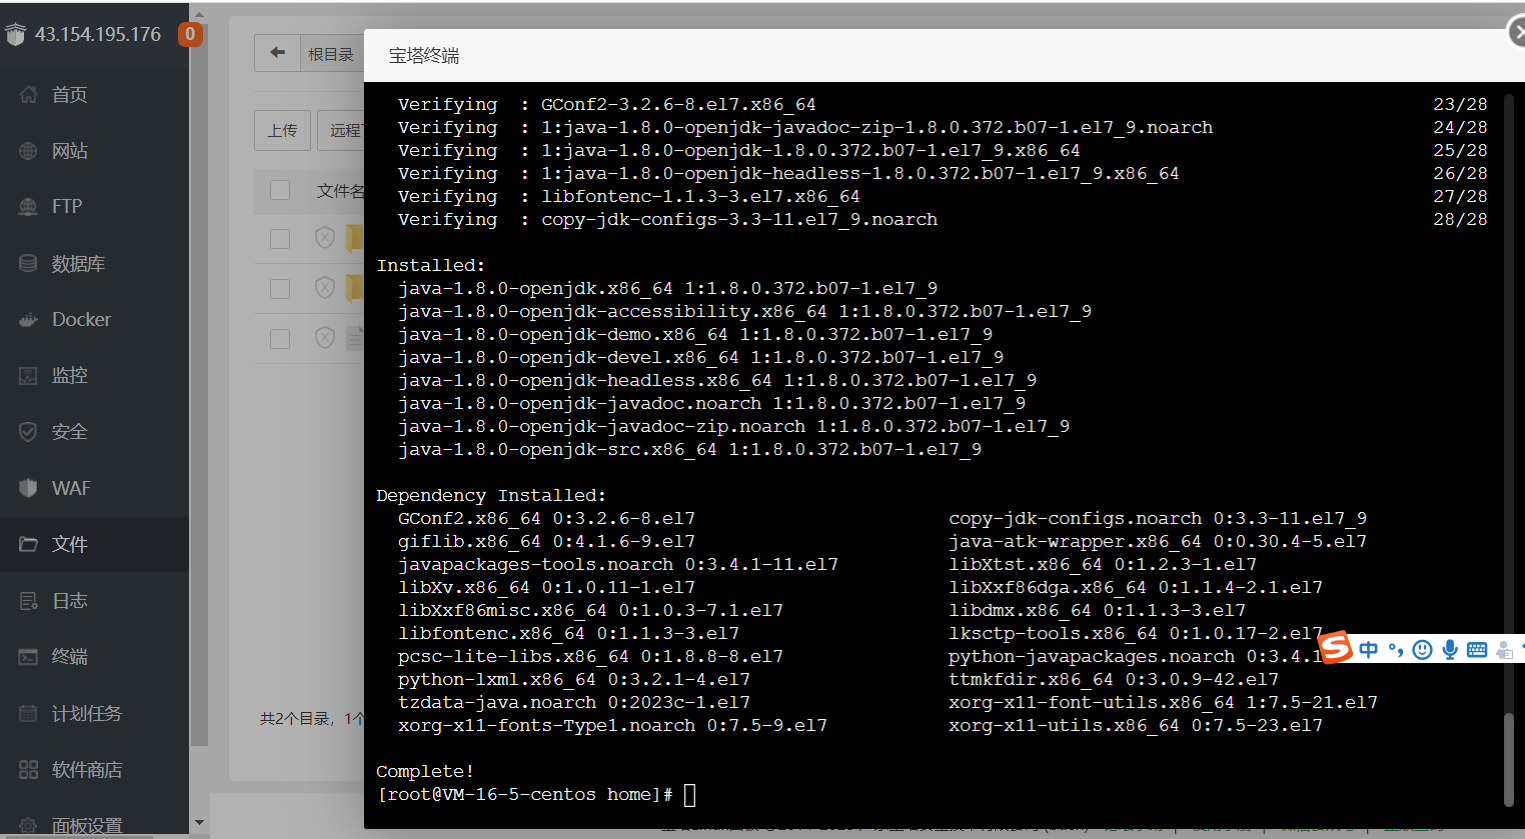 43.154.195.176 0
首页
网站
FTP
数据库
Docker
监控
安全
WAF
文件
日志
终端
计划任务
软件商店
面板设置
根目录
上传 远程
文件名
共2个目录，1个
宝塔终端
Verifying : GConf2-3.2.6-8.el7.x86_64 23/28
Verifying : 1:java-1.8.0-openjdk-javadoc-zip-1.8.0.372.b07-1.el7_9.noarch 24/28
Verifying : 1:java-1.8.0-openjdk-1.8.0.372.b07-1.el7_9.x86_64 25/28
Verifying : 1:java-1.8.0-openjdk-headless-1.8.0.372.b07-1.el7_9.x86_64 26/28
Verifying : libfontenc-1.1.3-3.el7.x86_64 27/28
Verifying : copy-jdk-configs-3.3-11.el7_9.noarch 28/28
Installed:
java-1.8.0-openjdk.x86_64 1:1.8.0.372.b07-1.el7_9
java-1.8.0-openjdk-accessibility.x86_64 1:1.8.0.372.b07-1.el7_9
java-1.8.0-openjdk-demo.x86_64 1:1.8.0.372.b07-1.el7_9
java-1.8.0-openjdk-devel.x86_64 1:1.8.0.372.b07-1.el7_9
java-1.8.0-openjdk-headless.x86_64 1:1.8.0.372.b07-1.el7_9
java-1.8.0-openjdk-javadoc.noarch 1:1.8.0.372.b07-1.el7_9
java-1.8.0-openjdk-javadoc-zip.noarch 1:1.8.0.372.b07-1.el7_9
java-1.8.0-openjdk-src.x86_64 1:1.8.0.372.b07-1.el7_9
Dependency Installed:
GConf2.x86_64 0:3.2.6-8.el7 copy-jdk-configs.noarch 0:3.3-11.el7_9
giflib.x86_64 0:4.1.6-9.el7 java-atk-wrapper.x86_64 0:0.30.4-5.el7
javapackages-tools.noarch 0:3.4.1-11.el7 libXtst.x86_64 0:1.2.3-1.el7
libXv.x86_64 0:1.0.11-1.el7 libXxf86dga.x86_64 0:1.1.4-2.1.el7
libXxf86misc.x86_64 0:1.0.3-7.1.el7 libdmx.x86_64 0:1.1.3-3.el7
libfontenc.x86_64 0:1.1.3-3.el7 lksctp-tools.x86_64 0:1.0.17-2.el7
pcsc-lite-libs.x86_64 0:1.8.8-8.el7 python-javapackages.noarch 0:3.4.1
python-lxml.x86_64 0:3.2.1-4.el7 ttmkfdir.x86_64 0:3.0.9-42.el7
tzdata-java.noarch 0:2023c-1.el7 xorg-x11-font-utils.x86_64 1:7.5-21.el7
xorg-x11-fonts-Type1.noarch 0:7.5-9.el7 xorg-x11-utils.x86_64 0:7.5-23.el7
Complete!
[root@VM-16-5-centos home]#
S 中